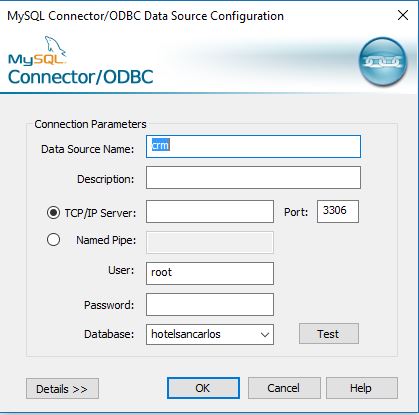 MySQL Connector/ODBC Data Source Configuration
MySQL
Connector/ODBC
Connection Parameters
Data Source Name: crm
Description:
TCP/IP Server: Port: 3306
Named Pipe:
User: root
Password:
Database: hotelsancarlos Test
Details >> OK Cancel Help